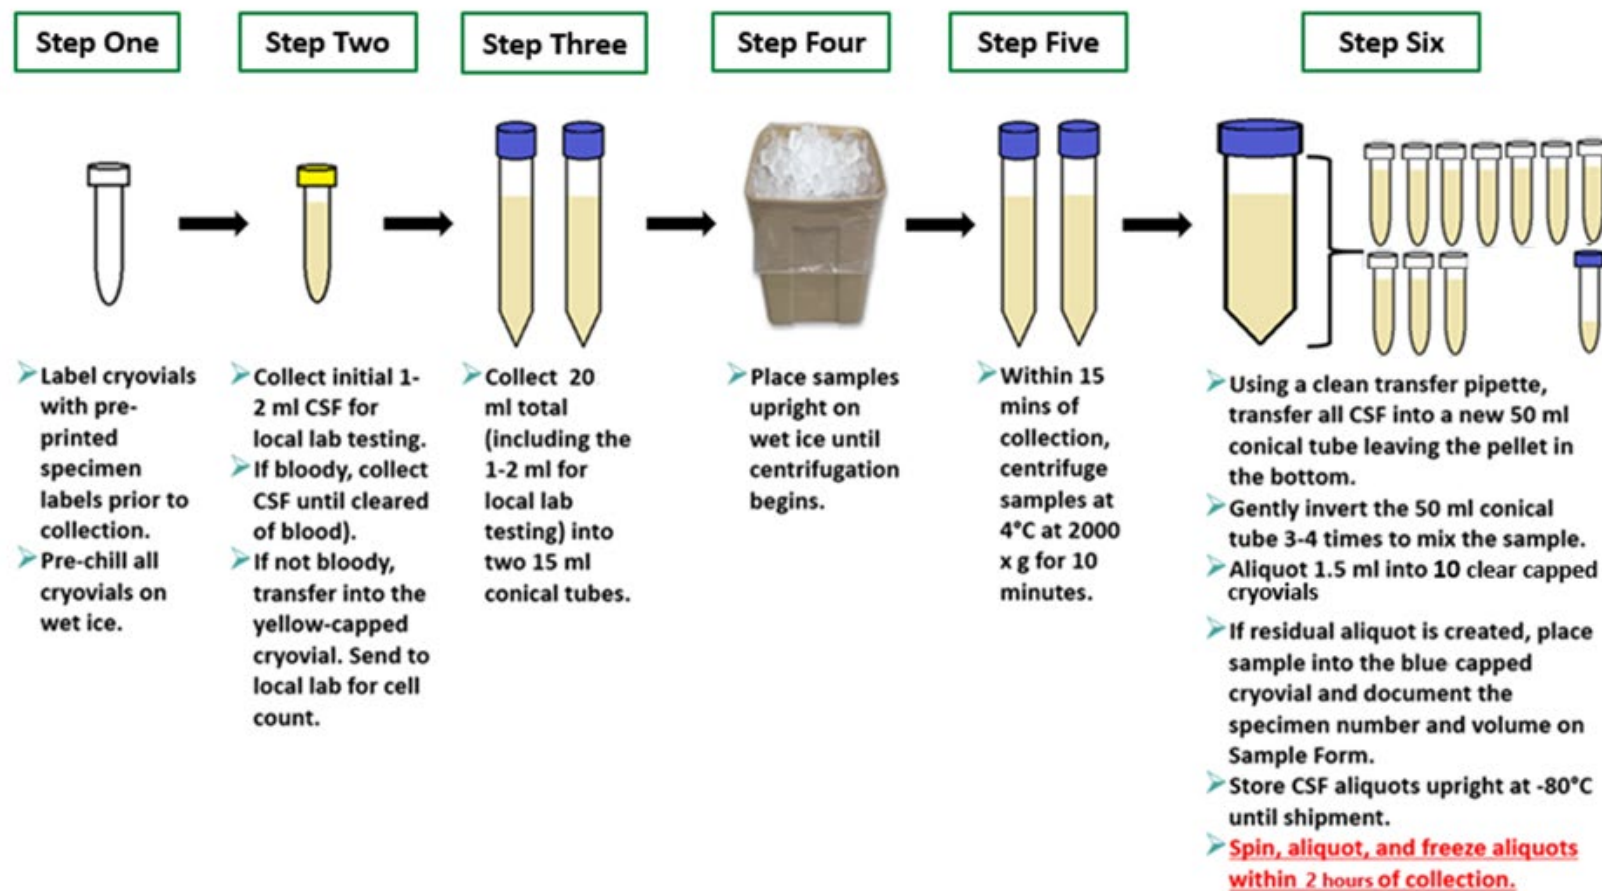 Step One
Step Two
Step Three
Step Four
Step Five
Step Six
Label cryovials
with pre-
printed
specimen
labels prior to
collection.
Pre-chill all
cryovials on
wet ice.
Collect initial 1-
2 ml CSF for
local lab testing.
If bloody, collect
CSF until cleared
of blood).
If not bloody,
transfer into the
yellow-capped
cryovial. Send to
local lab for cell
count.
Collect 20
ml total
(including the
1-2 ml for
local lab
testing) into
two 15 ml
conical tubes.
Place samples
upright on
wet ice until
centrifugation
begins.
Within 15
mins of
collection,
centrifuge
samples at
4°C at 2000
x g for 10
minutes.
Using a clean transfer pipette,
transfer all CSF into a new 50 ml
conical tube leaving the pellet in
the bottom.
Gently invert the 50 ml conical
tube 3-4 times to mix the sample.
Aliquot 1.5 ml into 10 clear capped
cryovials
If residual aliquot is created, place
sample into the blue capped
cryovial and document the
specimen number and volume on
Sample Form.
Store CSF aliquots upright at -80°C
until shipment.
Spin, aliquot, and freeze aliquots
within 2 hours of collection.